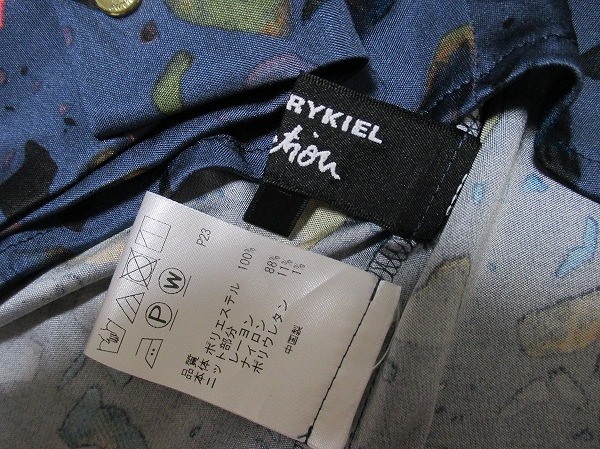 RYKIEL
ction
P23
P W
品質
本体 ポリエステル 100%
ニット部分
レーヨン 88%
ナイロン 11%
ポリウレタン 1%
中国製